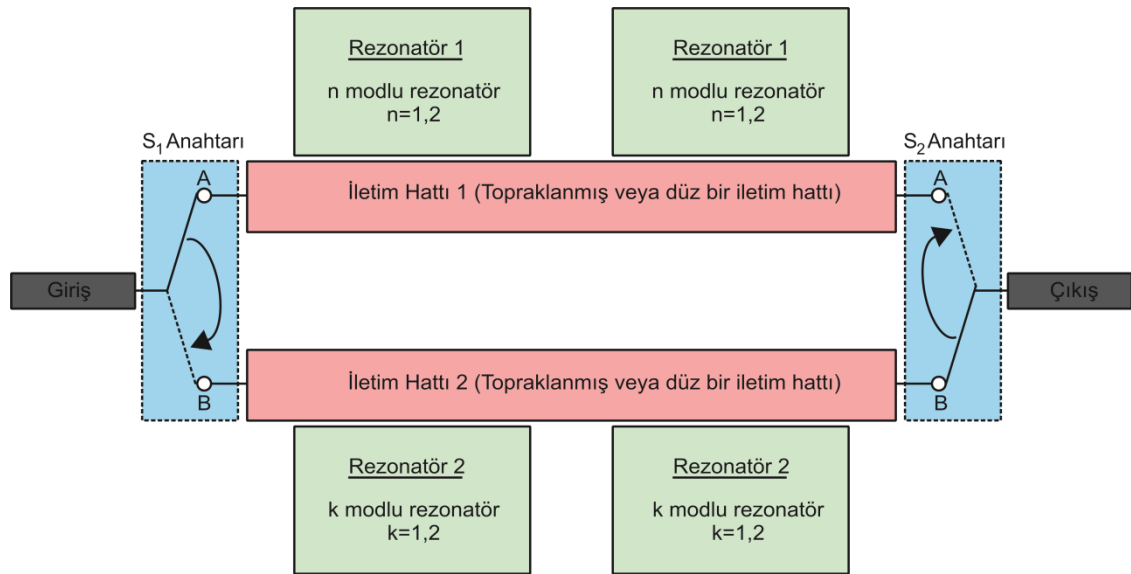 Rezonatör 1
n modlu rezonatör
n=1,2
Rezonatör 1
n modlu rezonatör
n=1,2
S1 Anahtarı
S2 Anahtarı
A
İletim Hattı 1 (Topraklanmış veya düz bir iletim hattı)
A
Giriş
Çıkış
B
İletim Hattı 2 (Topraklanmış veya düz bir iletim hattı)
B
Rezonatör 2
k modlu rezonatör
k=1,2
Rezonatör 2
k modlu rezonatör
k=1,2